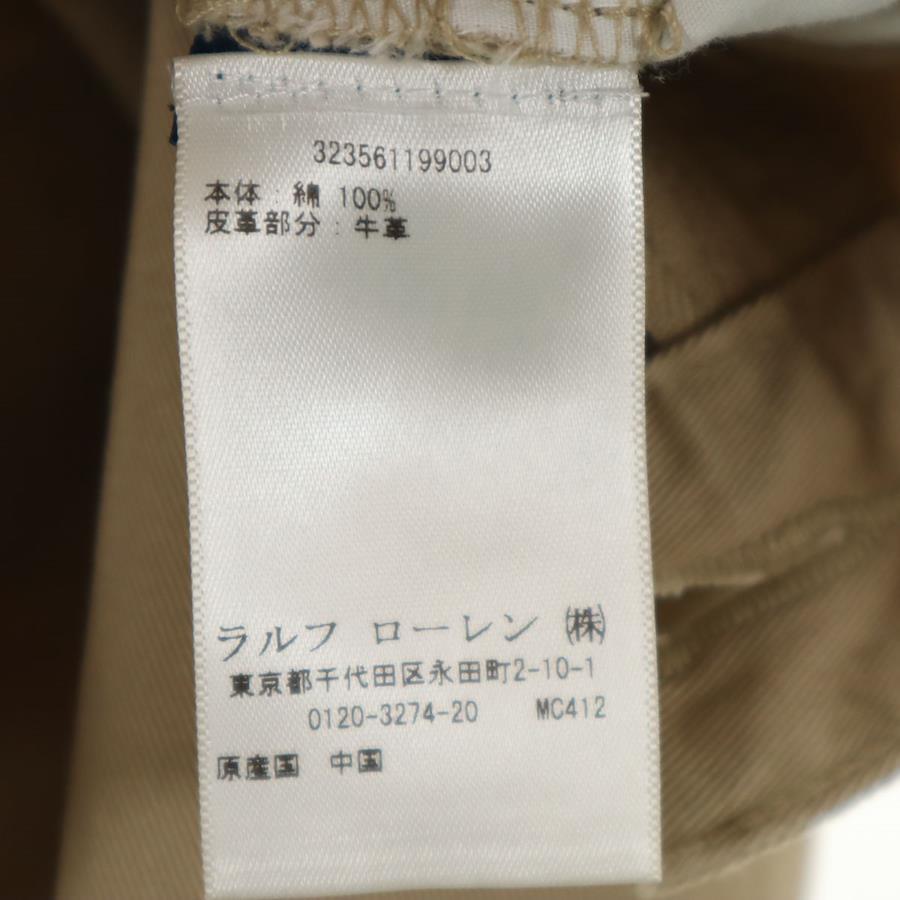 323561199003
本体：綿 100%
皮革部分：牛革
ラルフ ローレン ㈱
東京都千代田区永田町2-10-1
0120-3274-20 MC412
原産国 中国